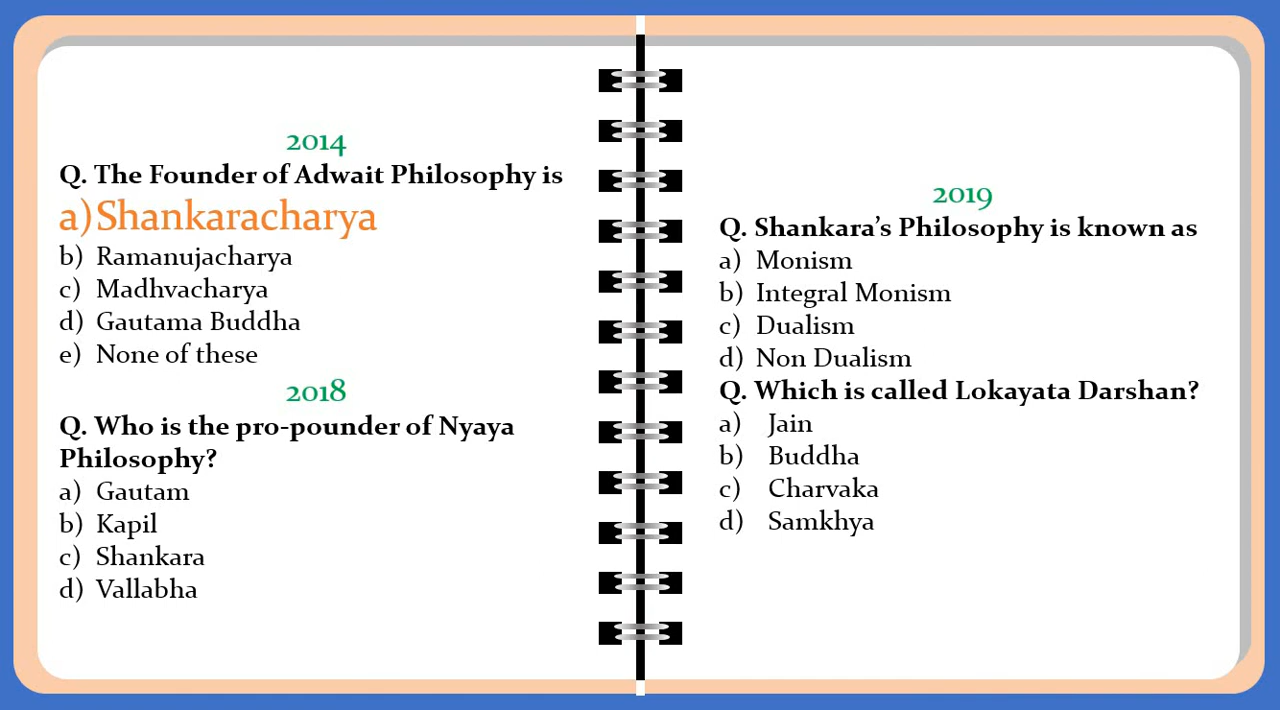 2014
Q. The Founder of Adwait Philosophy is
a) Shankaracharya
b) Ramanujacharya
c) Madhvacharya
d) Gautama Buddha
e) None of these
2018
Q. Who is the pro-pounder of Nyaya
Philosophy?
a) Gautam
b) Kapil
c) Shankara
d) Vallabha
2019
Q. Shankara's Philosophy is known as
a) Monism
b) Integral Monism
c) Dualism
d) Non Dualism
Q. Which is called Lokayata Darshan?
a) Jain
b) Buddha
c) Charvaka
d) Samkhya